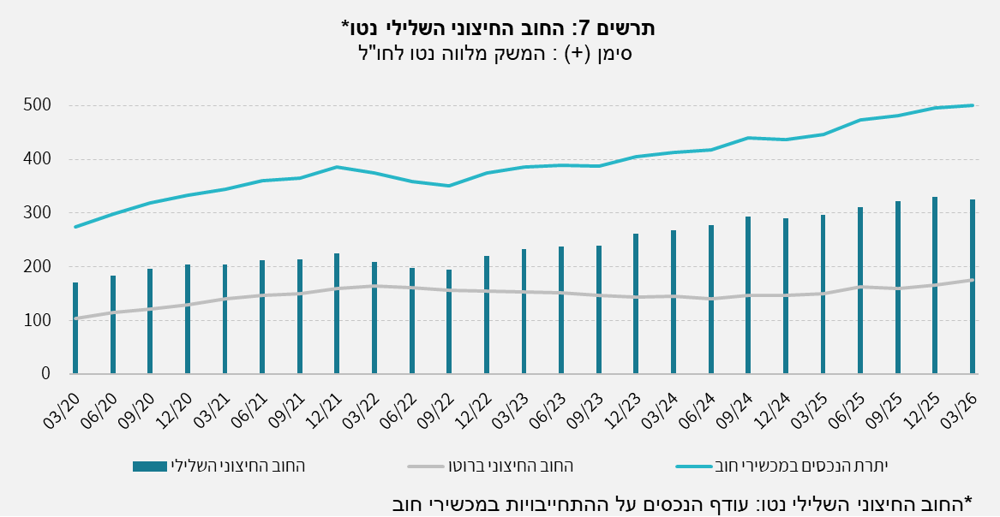 תרשים 7: החוב החיצוני השלילי נטו*
סימן (+) : המשק מלווה נטו לחו"ל
500
400
300
200
100
0
03/20 06/20 09/20 12/20 03/21 06/21 09/21 12/21 03/22 06/22 09/22 12/22 03/23 06/23 09/23 12/23 03/24 06/24 09/24 12/24 03/25 06/25 09/25 12/25 03/26
יתרת הנכסים במכשירי חוב
החוב החיצוני ברוטו
החוב החיצוני השלילי
*החוב החיצוני השלילי נטו: עודף הנכסים על ההתחייבויות במכשירי חוב